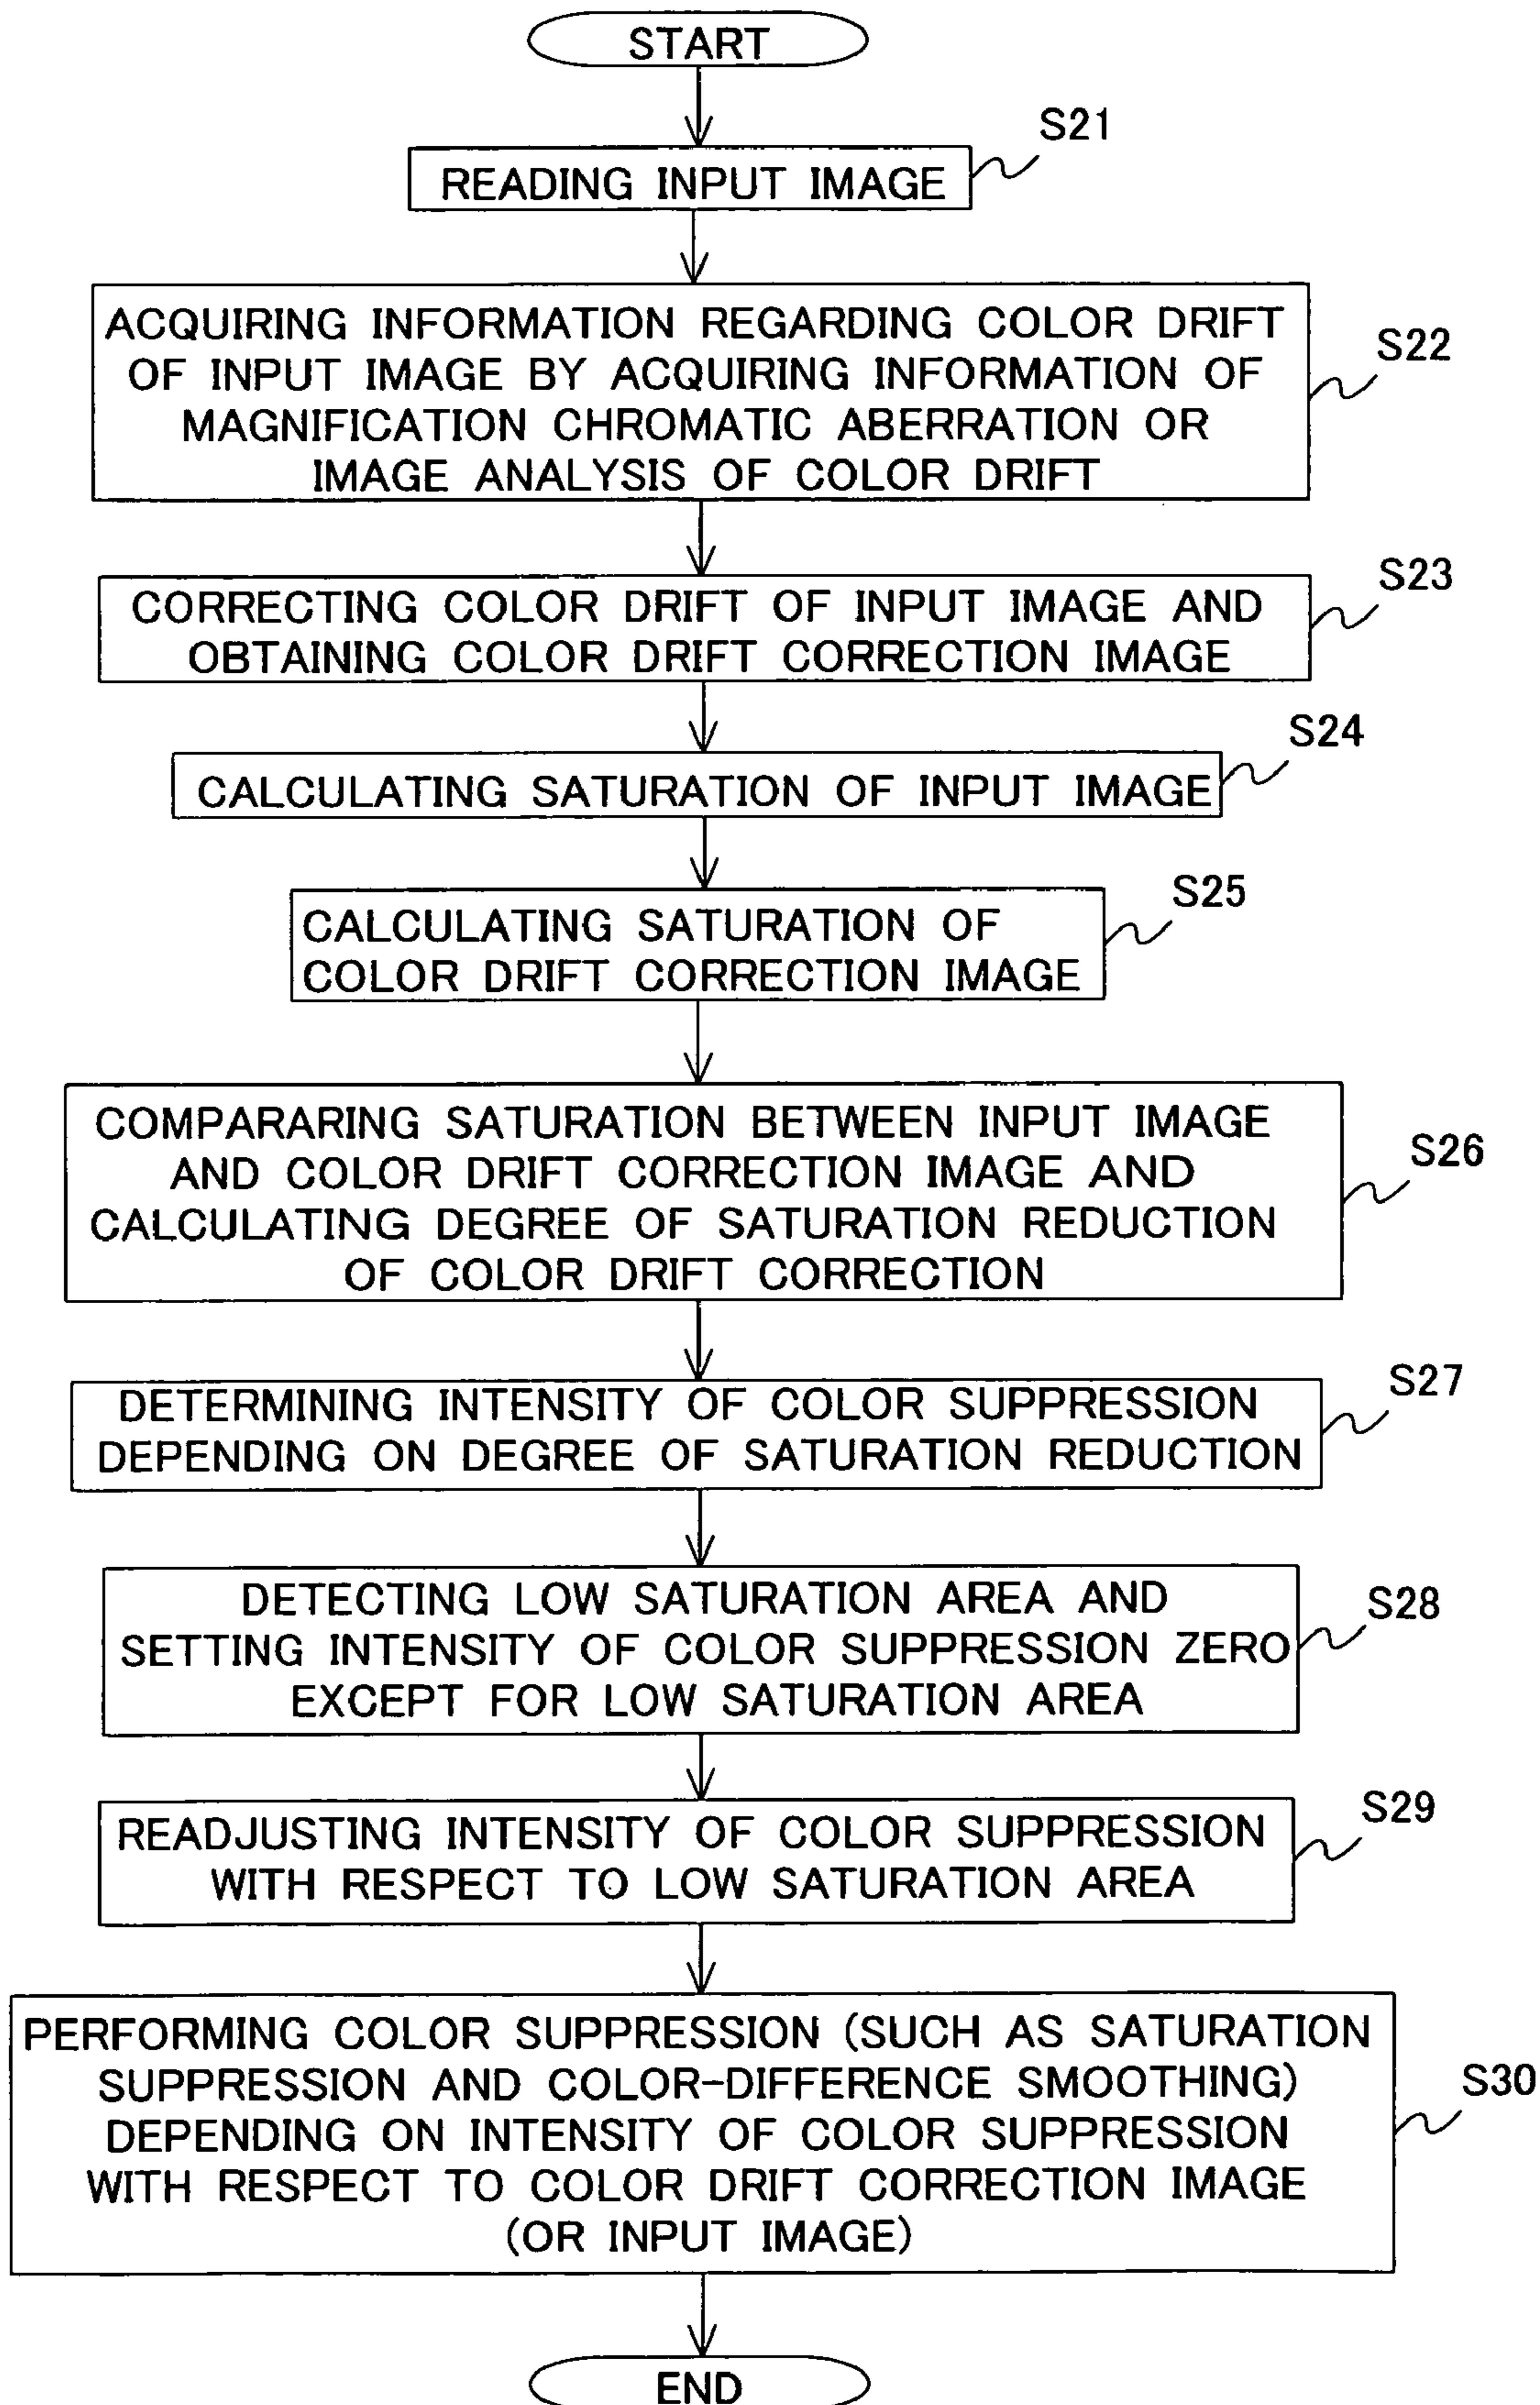 START
S21
READING INPUT IMAGE
S22
ACQUIRING INFORMATION REGARDING COLOR DRIFT
OF INPUT IMAGE BY ACQUIRING INFORMATION OF
MAGNIFICATION CHROMATIC ABERRATION OR
IMAGE ANALYSIS OF COLOR DRIFT
S23
CORRECTING COLOR DRIFT OF INPUT IMAGE AND
OBTAINING COLOR DRIFT CORRECTION IMAGE
S24
CALCULATING SATURATION OF INPUT IMAGE
S25
CALCULATING SATURATION OF
COLOR DRIFT CORRECTION IMAGE
S26
COMPARARING SATURATION BETWEEN INPUT IMAGE
AND COLOR DRIFT CORRECTION IMAGE AND
CALCULATING DEGREE OF SATURATION REDUCTION
OF COLOR DRIFT CORRECTION
S27
DETERMINING INTENSITY OF COLOR SUPPRESSION
DEPENDING ON DEGREE OF SATURATION REDUCTION
S28
DETECTING LOW SATURATION AREA AND
SETTING INTENSITY OF COLOR SUPPRESSION ZERO
EXCEPT FOR LOW SATURATION AREA
S29
READJUSTING INTENSITY OF COLOR SUPPRESSION
WITH RESPECT TO LOW SATURATION AREA
S30
PERFORMING COLOR SUPPRESSION (SUCH AS SATURATION
SUPPRESSION AND COLOR-DIFFERENCE SMOOTHING)
DEPENDING ON INTENSITY OF COLOR SUPPRESSION
WITH RESPECT TO COLOR DRIFT CORRECTION IMAGE
(OR INPUT IMAGE)
END